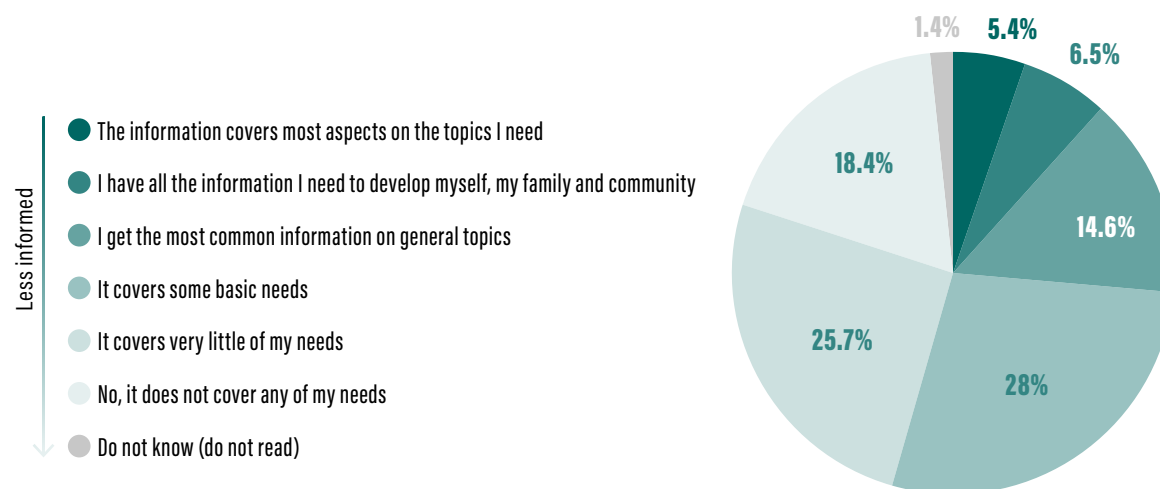 1.4%
5.4%
6.5%
The information covers most aspects on the topics I need
I have all the information I need to develop myself, my family and community
I get the most common information on general topics
It covers some basic needs
It covers very little of my needs
No, it does not cover any of my needs
Do not know (do not read)
Less informed
18.4%
14.6%
25.7%
28%